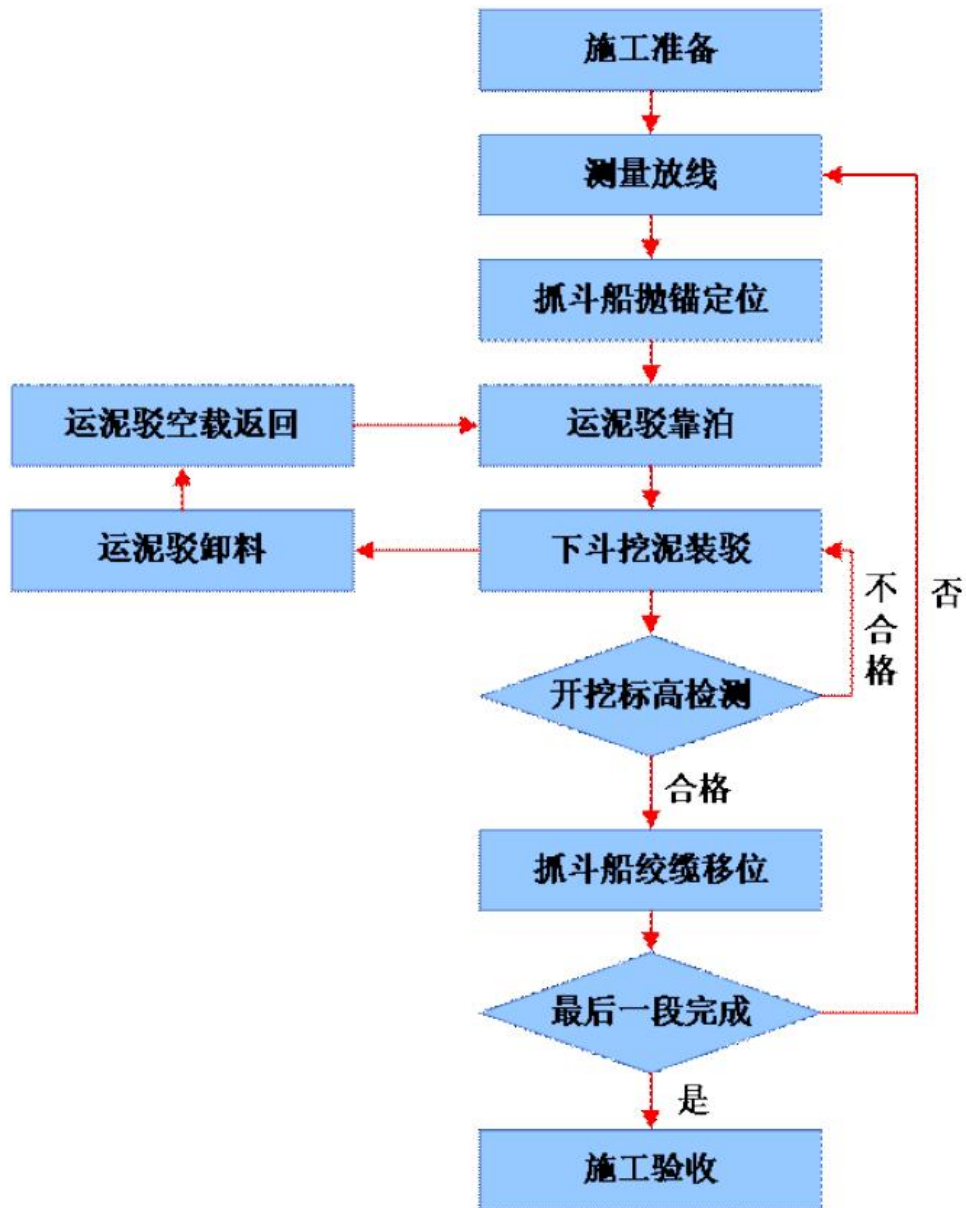 施工准备
测量放线
抓斗船抛锚定位
运泥驳空载返回
运泥驳靠泊
运泥驳卸料
下斗挖泥装驳
不合格
否
开挖标高检测
合格
抓斗船绞缆移位
最后一段完成
是
施工验收